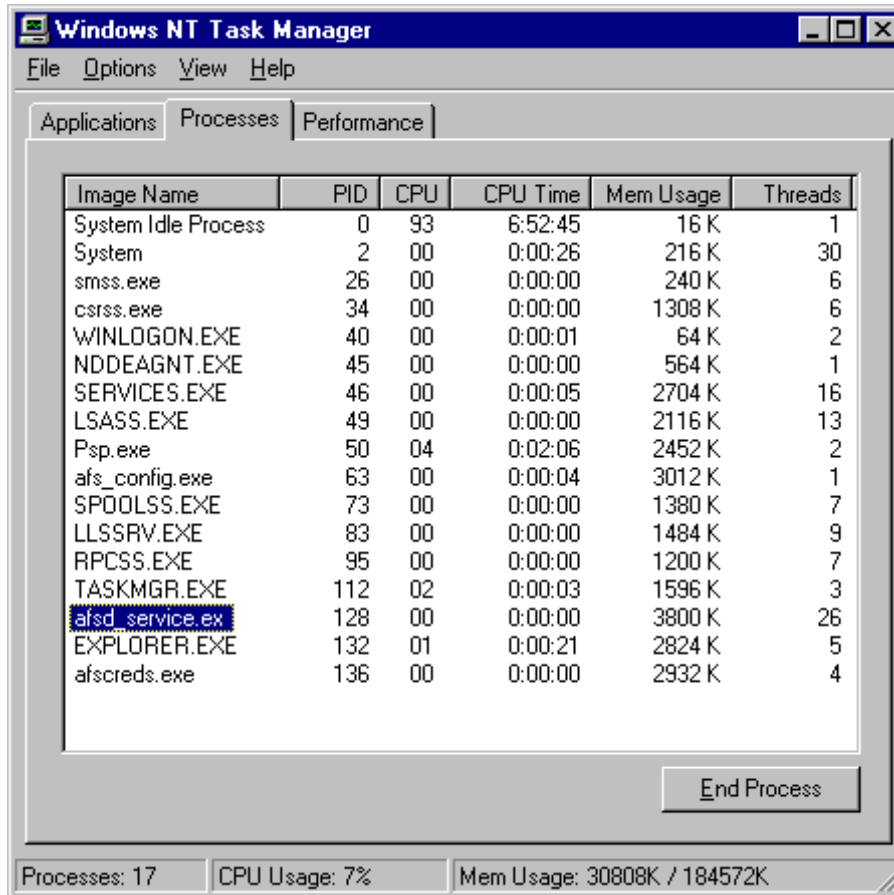 Windows NT Task Manager
File Options View Help
Applications Processes Performance
Image Name PID CPU CPU Time Mem Usage Threads
System Idle Process 0 93 6:52:45 16 K 1
System 2 00 0:00:26 216 K 30
smss.exe 26 00 0:00:00 240 K 6
csrss.exe 34 00 0:00:00 1308 K 6
WINLOGON.EXE 40 00 0:00:01 64 K 2
NDDEAGNT.EXE 45 00 0:00:00 564 K 1
SERVICES.EXE 46 00 0:00:05 2704 K 16
LSASS.EXE 49 00 0:00:00 2116 K 13
Psp.exe 50 04 0:02:06 2452 K 2
afs_config.exe 63 00 0:00:04 3012 K 1
SPOOLSS.EXE 73 00 0:00:00 1380 K 7
LLSSRV.EXE 83 00 0:00:00 1484 K 9
RPCSS.EXE 95 00 0:00:00 1200 K 7
TASKMGR.EXE 112 02 0:00:03 1596 K 3
afsd_service.ex 128 00 0:00:00 3800 K 26
EXPLORER.EXE 132 01 0:00:21 2824 K 5
afscreds.exe 136 00 0:00:00 2932 K 4
End Process
Processes: 17 CPU Usage: 7% Mem Usage: 30808K / 184572K